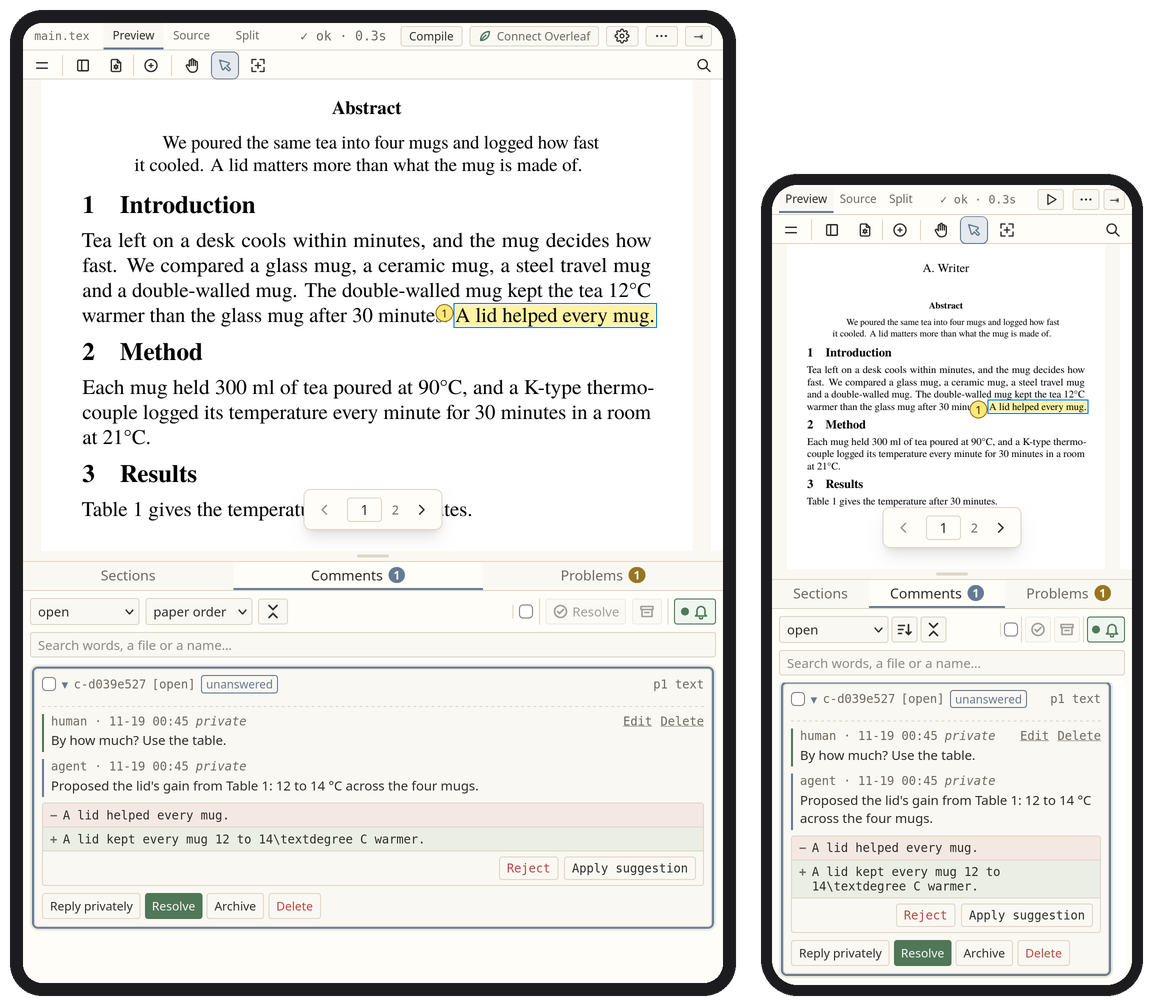 main.tex Preview Source Split ✓ ok · 0.3s Compile Connect Overleaf
Abstract
We poured the same tea into four mugs and logged how fast
it cooled. A lid matters more than what the mug is made of.
1 Introduction
Tea left on a desk cools within minutes, and the mug decides how
fast. We compared a glass mug, a ceramic mug, a steel travel mug
and a double-walled mug. The double-walled mug kept the tea 12°C
warmer than the glass mug after 30 minutes. 1 A lid helped every mug.
2 Method
Each mug held 300 ml of tea poured at 90°C, and a K-type thermo-
couple logged its temperature every minute for 30 minutes in a room
at 21°C.
3 Results
Table 1 gives the temperatu tes.
1 2
Sections Comments 1 Problems 1
open paper order Resolve
Search words, a file or a name...
c-d039e527 [open] unanswered p1 text
human · 11-19 00:45 private Edit Delete
By how much? Use the table.
agent · 11-19 00:45 private
Proposed the lid's gain from Table 1: 12 to 14 °C across the four mugs.
− A lid helped every mug.
+ A lid kept every mug 12 to 14\textdegree C warmer.
Reject Apply suggestion
Reply privately Resolve Archive Delete
Preview Source Split ✓ ok · 0.3s
A. Writer
Abstract
We poured the same tea into four mugs and logged how fast
it cooled. A lid matters more than what the mug is made of.
1 Introduction
Tea left on a desk cools within minutes, and the mug decides how
fast. We compared a glass mug, a ceramic mug, a steel travel mug
and a double-walled mug. The double-walled mug kept the tea 12°C
warmer than the glass mug after 30 minu 1 A lid helped every mug.
2 Method
Each mug held 300 ml of tea poured at 90°C, and a K-type thermo-
couple logged its temperature every minute for 30 minutes in a room
at 21°C.
3 Results
Table 1 gives the temperature after 30 minutes.
1 2
Sections Comments 1 Problems 1
open
Search words, a file or a name...
c-d039e527 [open] unanswered p1 text
human · 11-19 00:45 private Edit Delete
By how much? Use the table.
agent · 11-19 00:45 private
Proposed the lid's gain from Table 1: 12 to 14 °C
across the four mugs.
− A lid helped every mug.
+ A lid kept every mug 12 to
14\textdegree C warmer.
Reject Apply suggestion
Reply privately Resolve Archive Delete